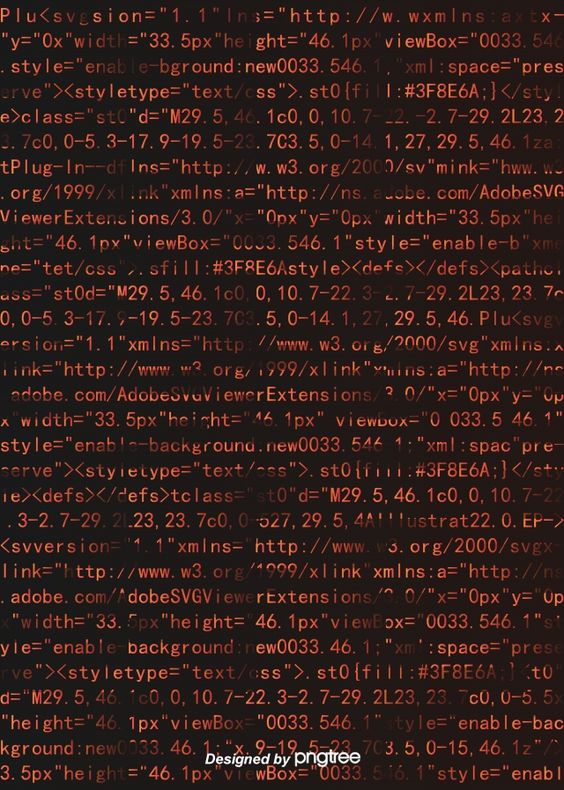 Plu<svgsion="1.1"lns="http://w.wxmlns:axtx-
"y="0x"width="33.5px"height="46.1px"viewBox="0033.546
.style="enable-bground:new0033.546.1;"xml:space="pres
erve"><styletype="text/css">.st0{fill:#3F8E6A;}</style
e>class="st0"d="M29.5,46.1c0,0,10.7-22.-2.7-29.2L23,2
3.7c0,0-5.3-17.9-19.5-23.7C3.5,0-14.1,27,29.5,46.1za:
tPlug-In--dflns="http://w.w3.org/2000/sv"mink="hww.w3
.org/1999/xlink"xmlns:a="http://ns.adobe.com/AdobeSVG
ViewerExtensions/3.0/"x="0px"y="0px"width="33.5px"hei
ght="46.1px"viewBox="0033.546.1"style="enable-b"xme
pe="tet/css">.sfill:#3F8E6Astyle><defs></defs><pathcl
ass="st0d="M29.5,46.1c0,0,10.7-22.3-2.7-29.2L23,23.7c
0,0-5.3-17.9-19.5-23.7C3.5,0-14.1,27,29.5,46.Plu<svgv
ersion="1.1"xmlns="http://www.w3.org/2000/svg"xmlns:x
link="http://www.w3.org/1999/xlink"xmlns:a="http://ns
.adobe.com/AdobeSVGViewerExtensions/3.0/"x="0px"y="0p
x"width="33.5px"height="46.1px" viewBox="0 033.5 46.1"
style="enable-background:new0033.546.1;"xml:spac"pre-
serve"><styletype="text/css">.st0{fill:#3F8E6A;}</sty
le><defs></defs>tclass="st0"d="M29.5,46.1c0,0,10.7-22
.3-2.7-29.2L23,23.7c0,0-527,29.5,4AIllustrat22.0.EP->
<svversion="1.1"xmlns="http://www.w3.org/2000/svgx-
link="http://www.w3.org/1999/xlink"xmlns:a="http://ns
.adobe.com/AdobeSVGViewerExtensions/3.0/"x="0px"y="0p
x"width="33.5px"height="46.1px"viewBox="0033.546.1"st
yle="enable-background:new0033.46.1;"xml:space="prese
rve"><styletype="text/css">.st0{fill:#3F8E6A;}"t0"
d="M29.5,46.1c0,0,10.7-22.3-2.7-29.2L23,23.7c0,0-5.5x
"height="46.1px"viewBox="0033.546.1"style="enable-bac
kground:new0033.46.1;"x.9-19.5-23.7C3.5,0-15,46.1z"/>
3.5px"height="46.1px"viewBox="0033.546.1"style="enabl
Designed by pngtree